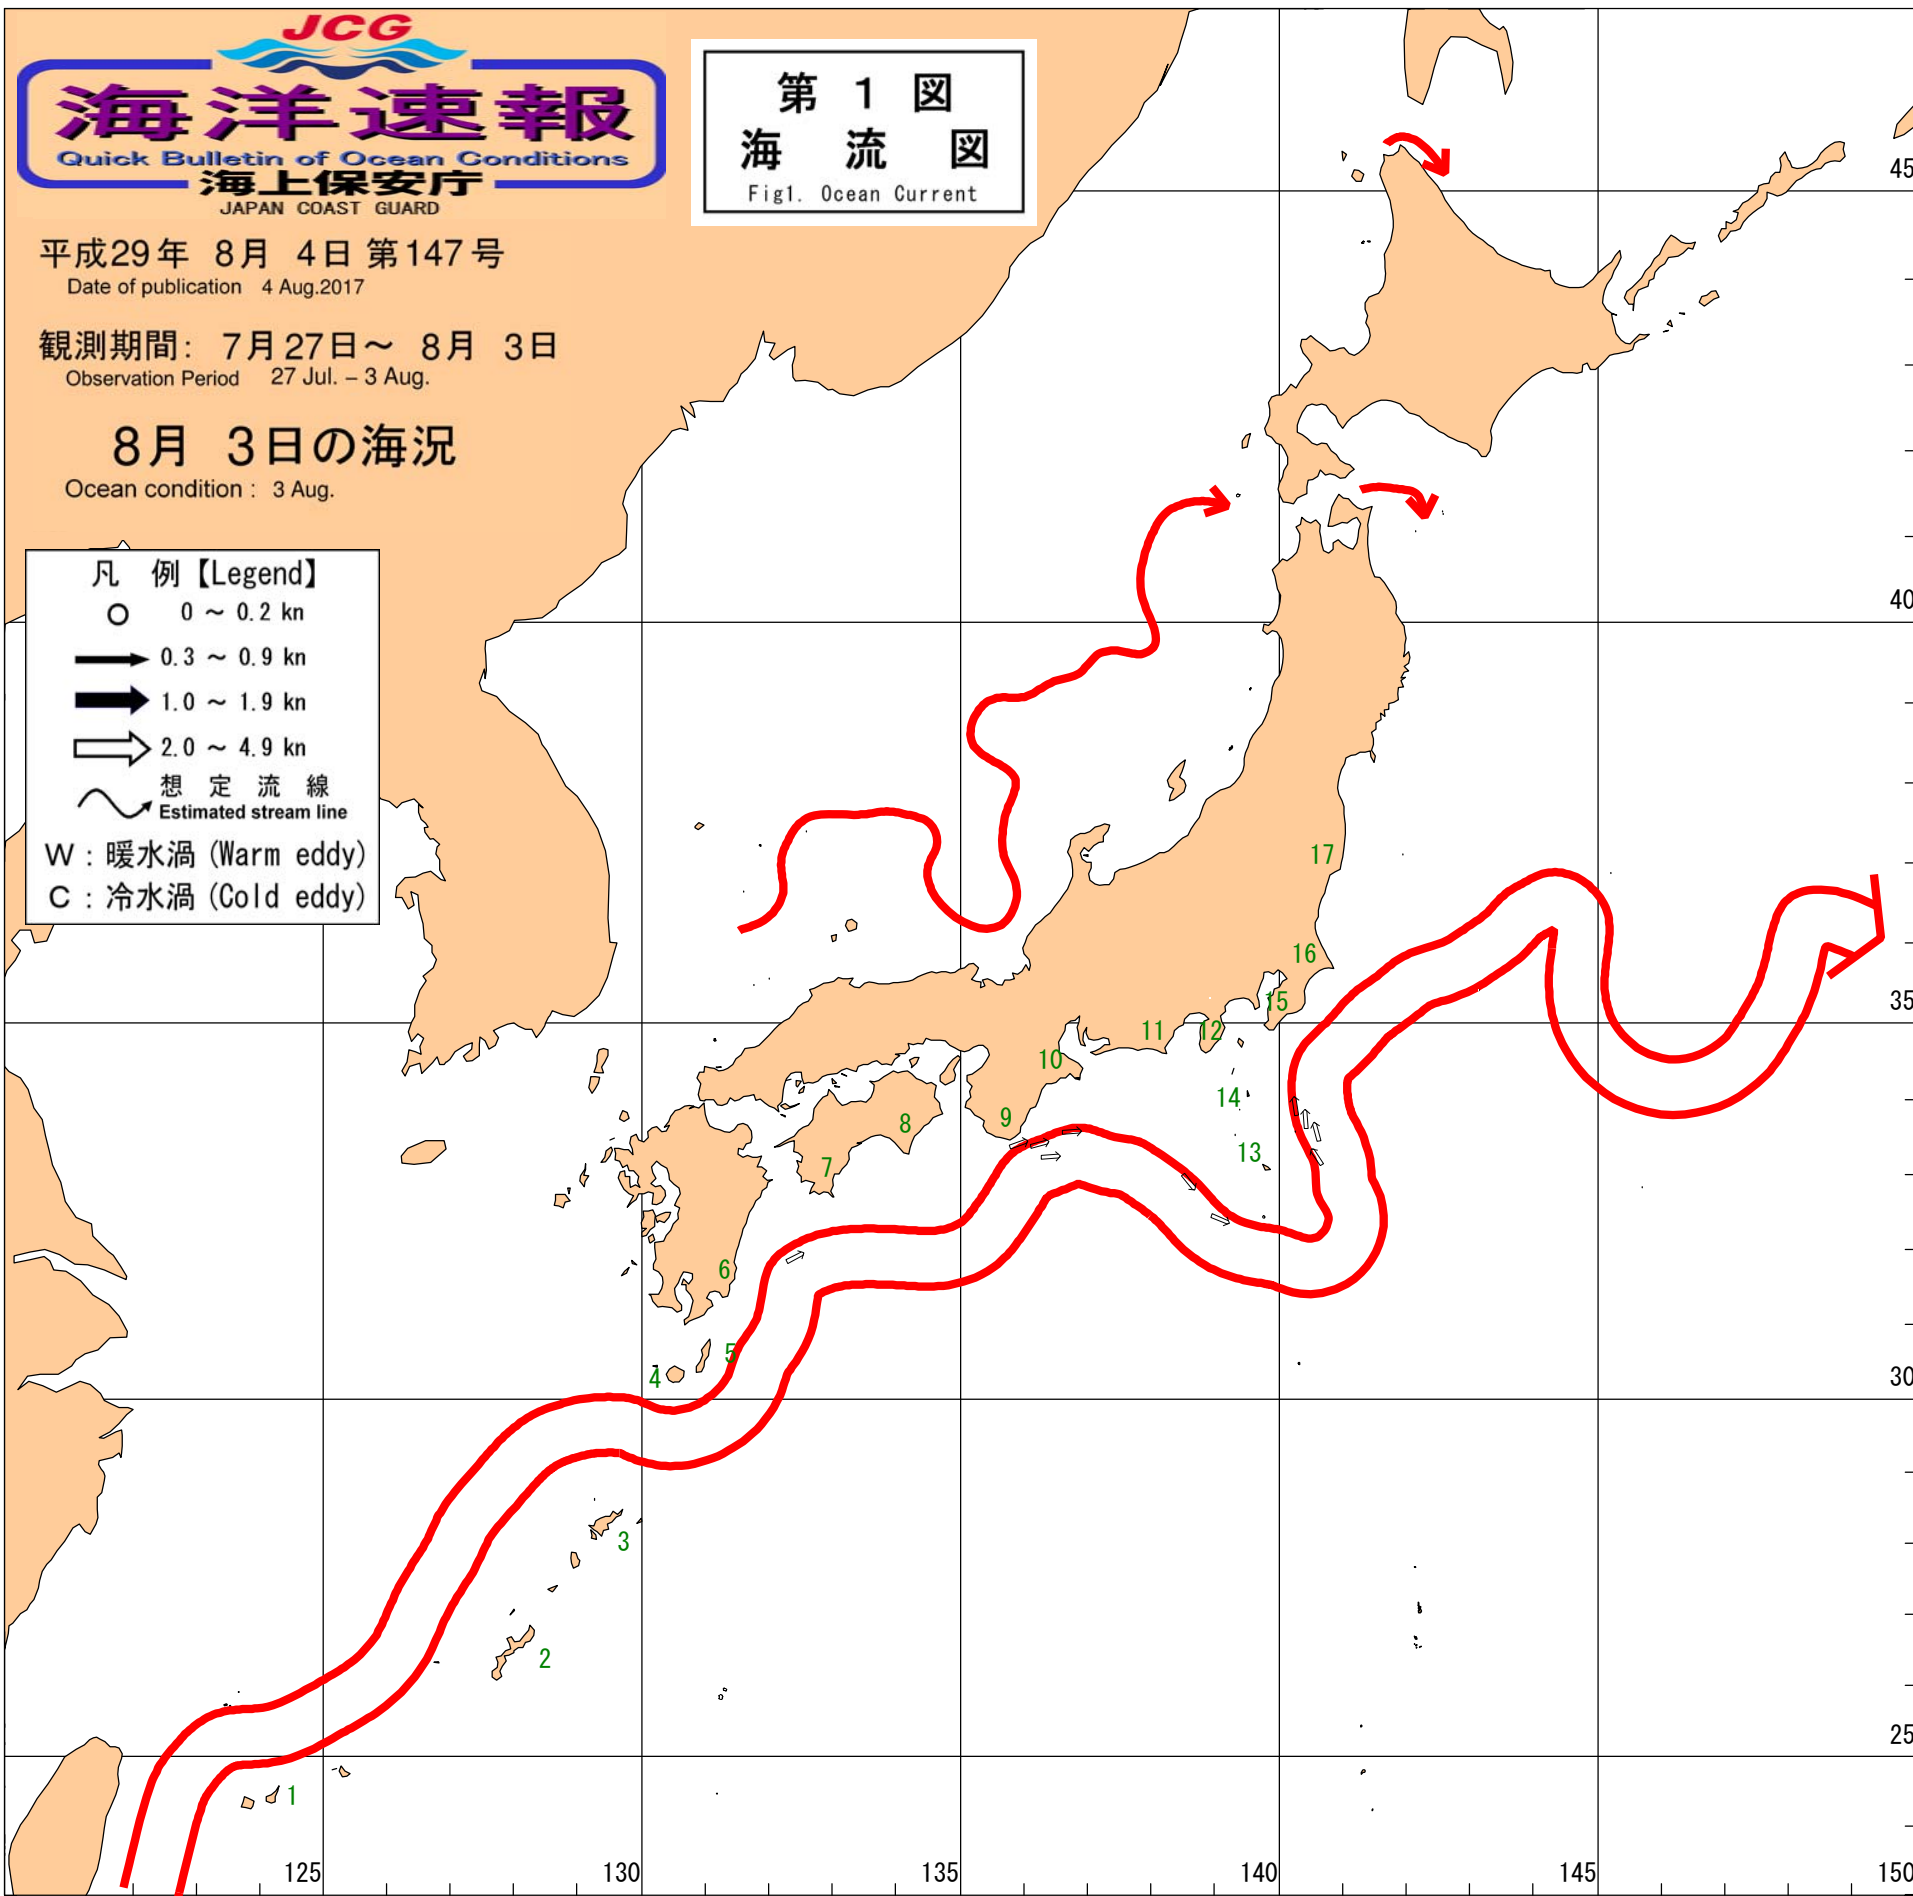 JCG
海洋速報
Quick Bulletin of Ocean Conditions
海上保安庁
JAPAN COAST GUARD
第 1 図
海 流 図
Fig1. Ocean Current
平成29年 8月 4日 第147号
Date of publication 4 Aug.2017
観測期間: 7月27日～ 8月 3日
Observation Period 27 Jul. – 3 Aug.
8月 3日の海況
Ocean condition : 3 Aug.
凡 例【Legend】
0 ～ 0.2 kn
0.3 ～ 0.9 kn
1.0 ～ 1.9 kn
2.0 ～ 4.9 kn
想 定 流 線
Estimated stream line
W : 暖水渦 (Warm eddy)
C : 冷水渦 (Cold eddy)
45
40
17
16
35
15
12
11
10
14
9
8
13
7
6
5
4
30
3
2
25
1
125
130
135
140
145
150